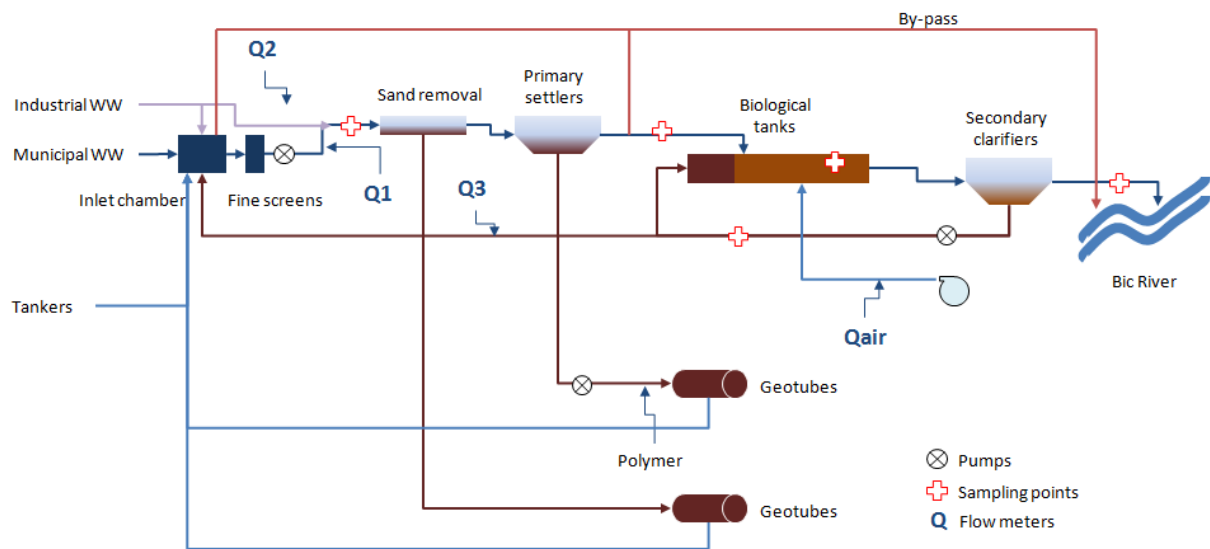 By-pass
Q2
Primary
settlers
Industrial WW
Sand removal
Biological
tanks
Secondary
clarifiers
Municipal WW
Inlet chamber
Fine screens
Q1
Q3
Bic River
Tankers
Qair
Geotubes
Polymer
Pumps
Sampling points
Geotubes
Q Flow meters